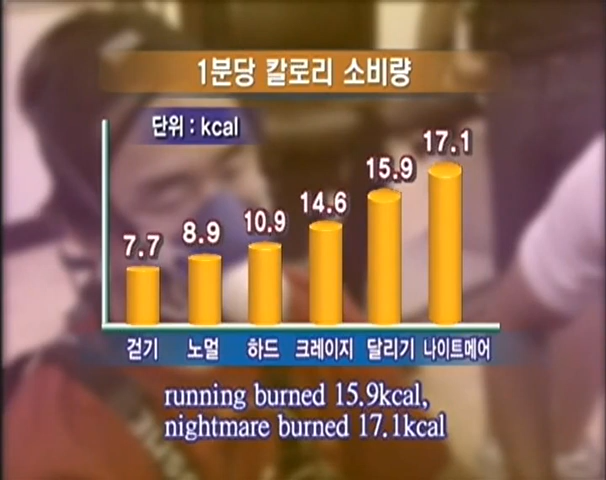 1분당 칼로리 소비량
단위 : kcal
7.7 8.9 10.9 14.6 15.9 17.1
걷기 노멀 하드 크레이지 달리기 나이트메어
running burned 15.9kcal,
nightmare burned 17.1kcal